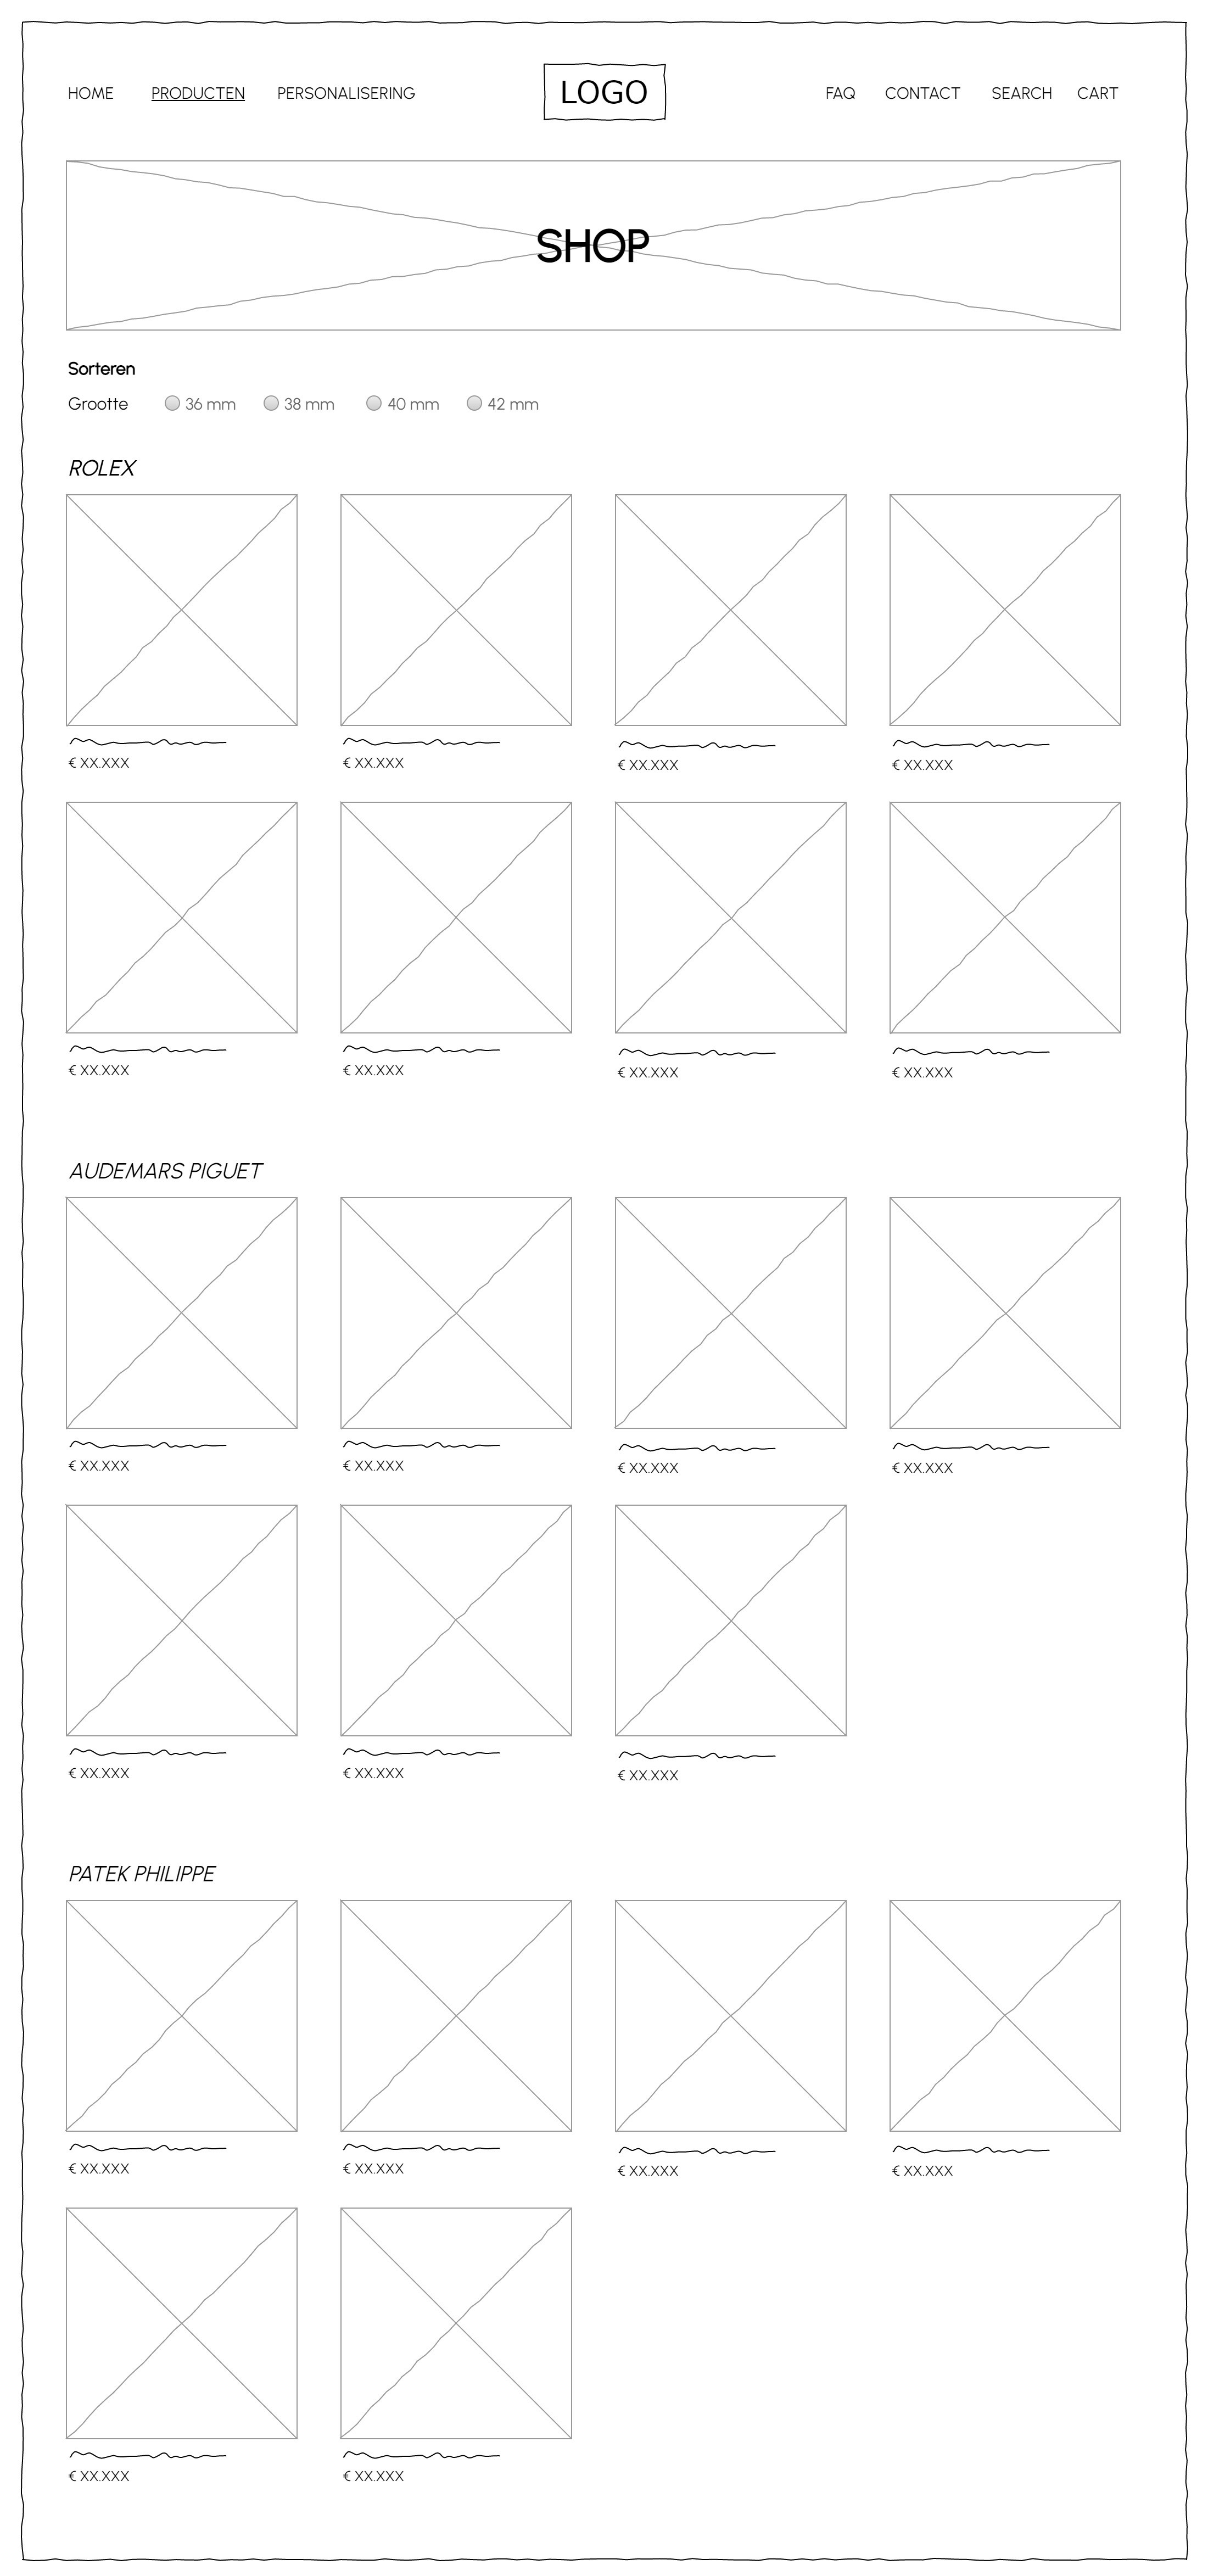 HOME PRODUCTEN PERSONALISERING LOGO FAQ CONTACT SEARCH CART
SHOP
Sorteren
Grootte 36 mm 38 mm 40 mm 42 mm
ROLEX
€ XX.XXX € XX.XXX € XX.XXX € XX.XXX
€ XX.XXX € XX.XXX € XX.XXX € XX.XXX
AUDEMARS PIGUET
€ XX.XXX € XX.XXX € XX.XXX € XX.XXX
€ XX.XXX € XX.XXX € XX.XXX
PATEK PHILIPPE
€ XX.XXX € XX.XXX € XX.XXX € XX.XXX
€ XX.XXX € XX.XXX